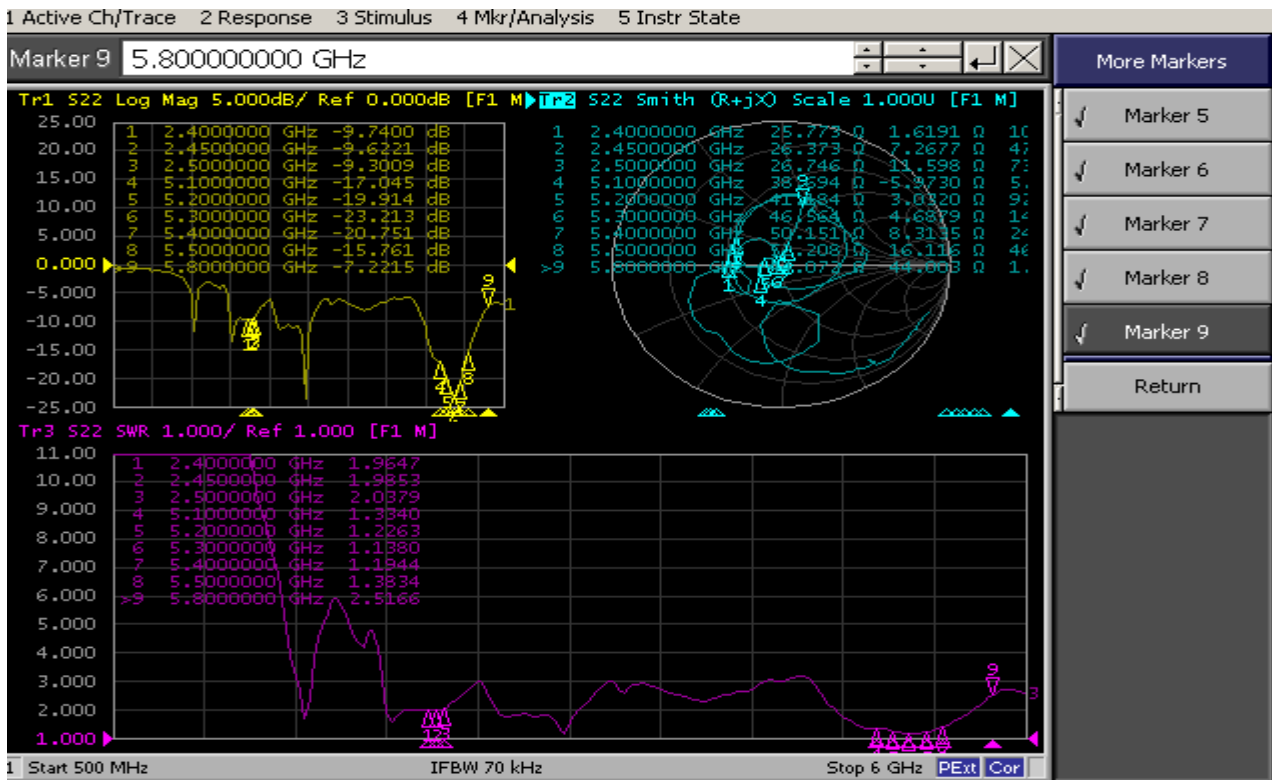 1 Active Ch/Trace 2 Response 3 Stimulus 4 Mkr/Analysis 5 Instr State
Marker 9 5.800000000 GHz
More Markers
Marker 5
Marker 6
Marker 7
Marker 8
Marker 9
Return
Tr1 S22 Log Mag 5.000dB/ Ref 0.000dB [F1 M]
25.00
20.00
15.00
10.00
5.000
0.000
-5.000
-10.00
-15.00
-20.00
-25.00
1 2.4000000 GHz -9.7400 dB
2 2.4500000 GHz -9.6221 dB
3 2.5000000 GHz -9.3009 dB
4 5.1000000 GHz -17.045 dB
5 5.2000000 GHz -19.914 dB
6 5.3000000 GHz -23.213 dB
7 5.4000000 GHz -20.751 dB
8 5.5000000 GHz -15.761 dB
>9 5.8000000 GHz -7.2215 dB
Tr2 S22 Smith (R+jX) Scale 1.000U [F1 M]
1 2.4000000 GHz 25.773 Ω 1.6191 Ω
2 2.4500000 GHz 26.373 Ω 7.2677 Ω
3 2.5000000 GHz 26.746 Ω
4 5.1000000 GHz
5 5.2000000 GHz
6 5.3000000 GHz
7 5.4000000 GHz 50.151 Ω
8 5.5000000 GHz 16.116 Ω
>9 5.8000000 GHz
Tr3 S22 SWR 1.000/ Ref 1.000 [F1 M]
11.00
10.00
9.000
8.000
7.000
6.000
5.000
4.000
3.000
2.000
1.000
1 2.4000000 GHz 1.9647
2 2.4500000 GHz 1.9853
3 2.5000000 GHz 2.0379
4 5.1000000 GHz 1.3340
5 5.2000000 GHz 1.2263
6 5.3000000 GHz 1.1380
7 5.4000000 GHz 1.1944
8 5.5000000 GHz 1.3834
>9 5.8000000 GHz 2.5166
1 Start 500 MHz IFBW 70 kHz Stop 6 GHz PExt Cor